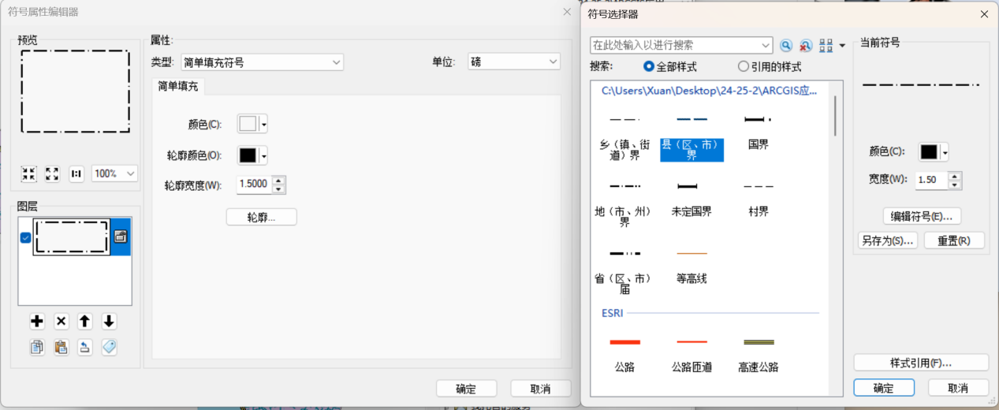 符号属性编辑器
预览
100%
图层
属性:
类型: 简单填充符号
单位: 磅
简单填充
颜色(C):
轮廓颜色(O):
轮廓宽度(W): 1.5000
轮廓...
确定
取消
符号选择器
在此处输入以进行搜索
搜索: 全部样式 引用的样式
C:\Users\Xuan\Desktop\24-25-2\ARCGIS应...
乡（镇、街
道）界
县（区、市）
界
国界
地（市、州）
界
未定国界
村界
省（区、市）
届
等高线
ESRI
公路
公路匝道
高速公路
当前符号
颜色(C):
宽度(W): 1.50
编辑符号(E)...
另存为(S)...
重置(R)
样式引用(F)...
确定
取消